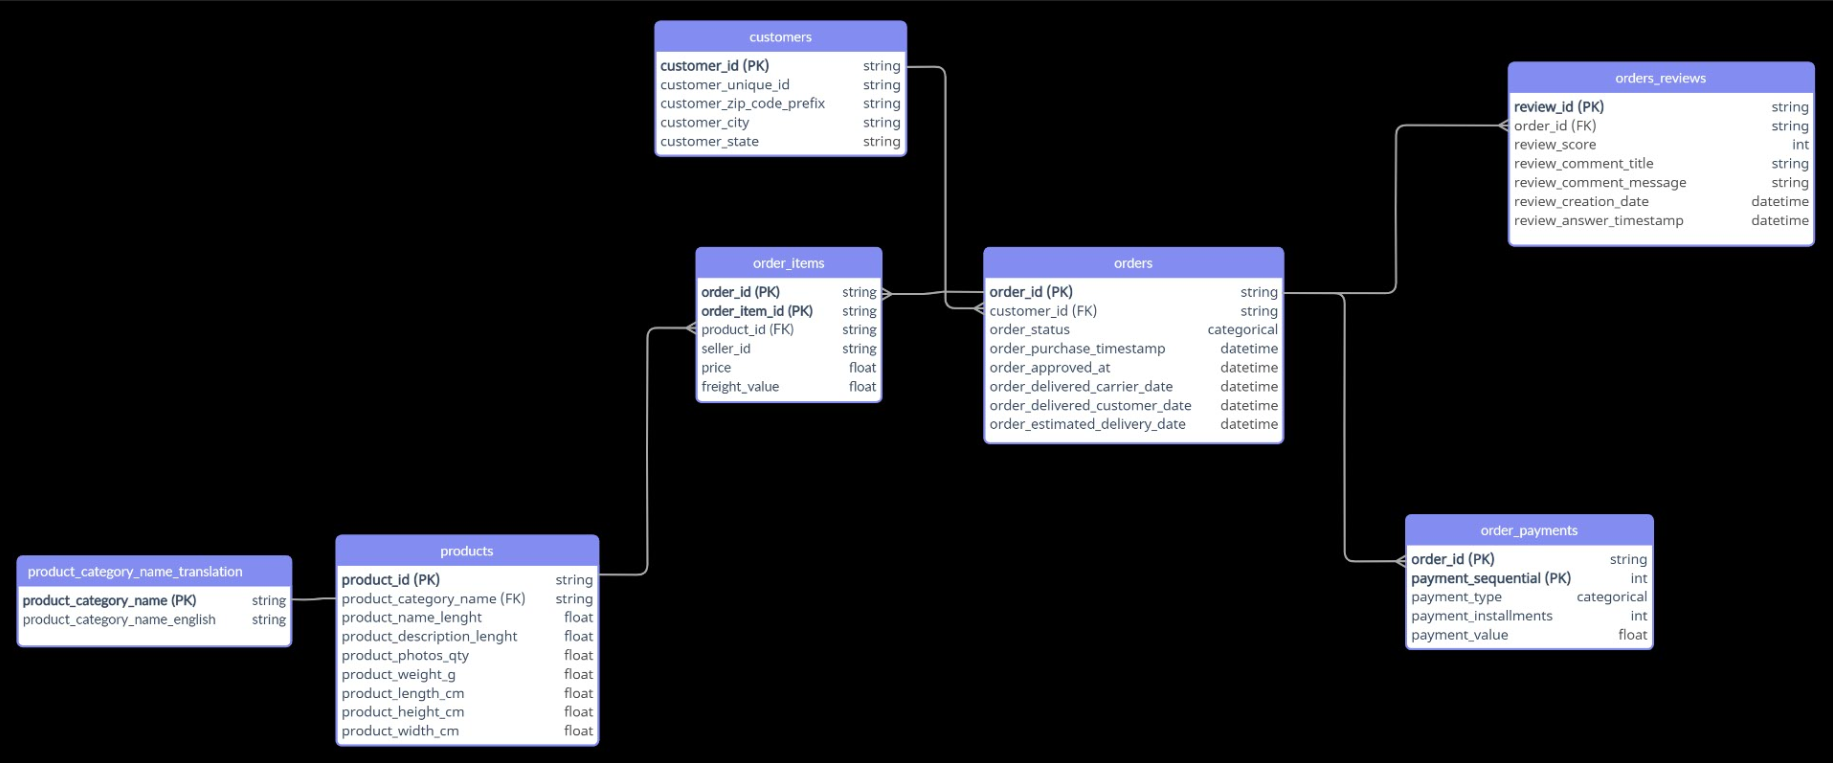 customers
customer_id (PK) string
customer_unique_id string
customer_zip_code_prefix string
customer_city string
customer_state string
orders_reviews
review_id (PK) string
order_id (FK) string
review_score int
review_comment_title string
review_comment_message string
review_creation_date datetime
review_answer_timestamp datetime
order_items
order_id (PK) string
order_item_id (PK) string
product_id (FK) string
seller_id string
price float
freight_value float
orders
order_id (PK) string
customer_id (FK) string
order_status categorical
order_purchase_timestamp datetime
order_approved_at datetime
order_delivered_carrier_date datetime
order_delivered_customer_date datetime
order_estimated_delivery_date datetime
product_category_name_translation
product_category_name (PK) string
product_category_name_english string
products
product_id (PK) string
product_category_name (FK) string
product_name_lenght float
product_description_lenght float
product_photos_qty float
product_weight_g float
product_length_cm float
product_height_cm float
product_width_cm float
order_payments
order_id (PK) string
payment_sequential (PK) int
payment_type categorical
payment_installments int
payment_value float